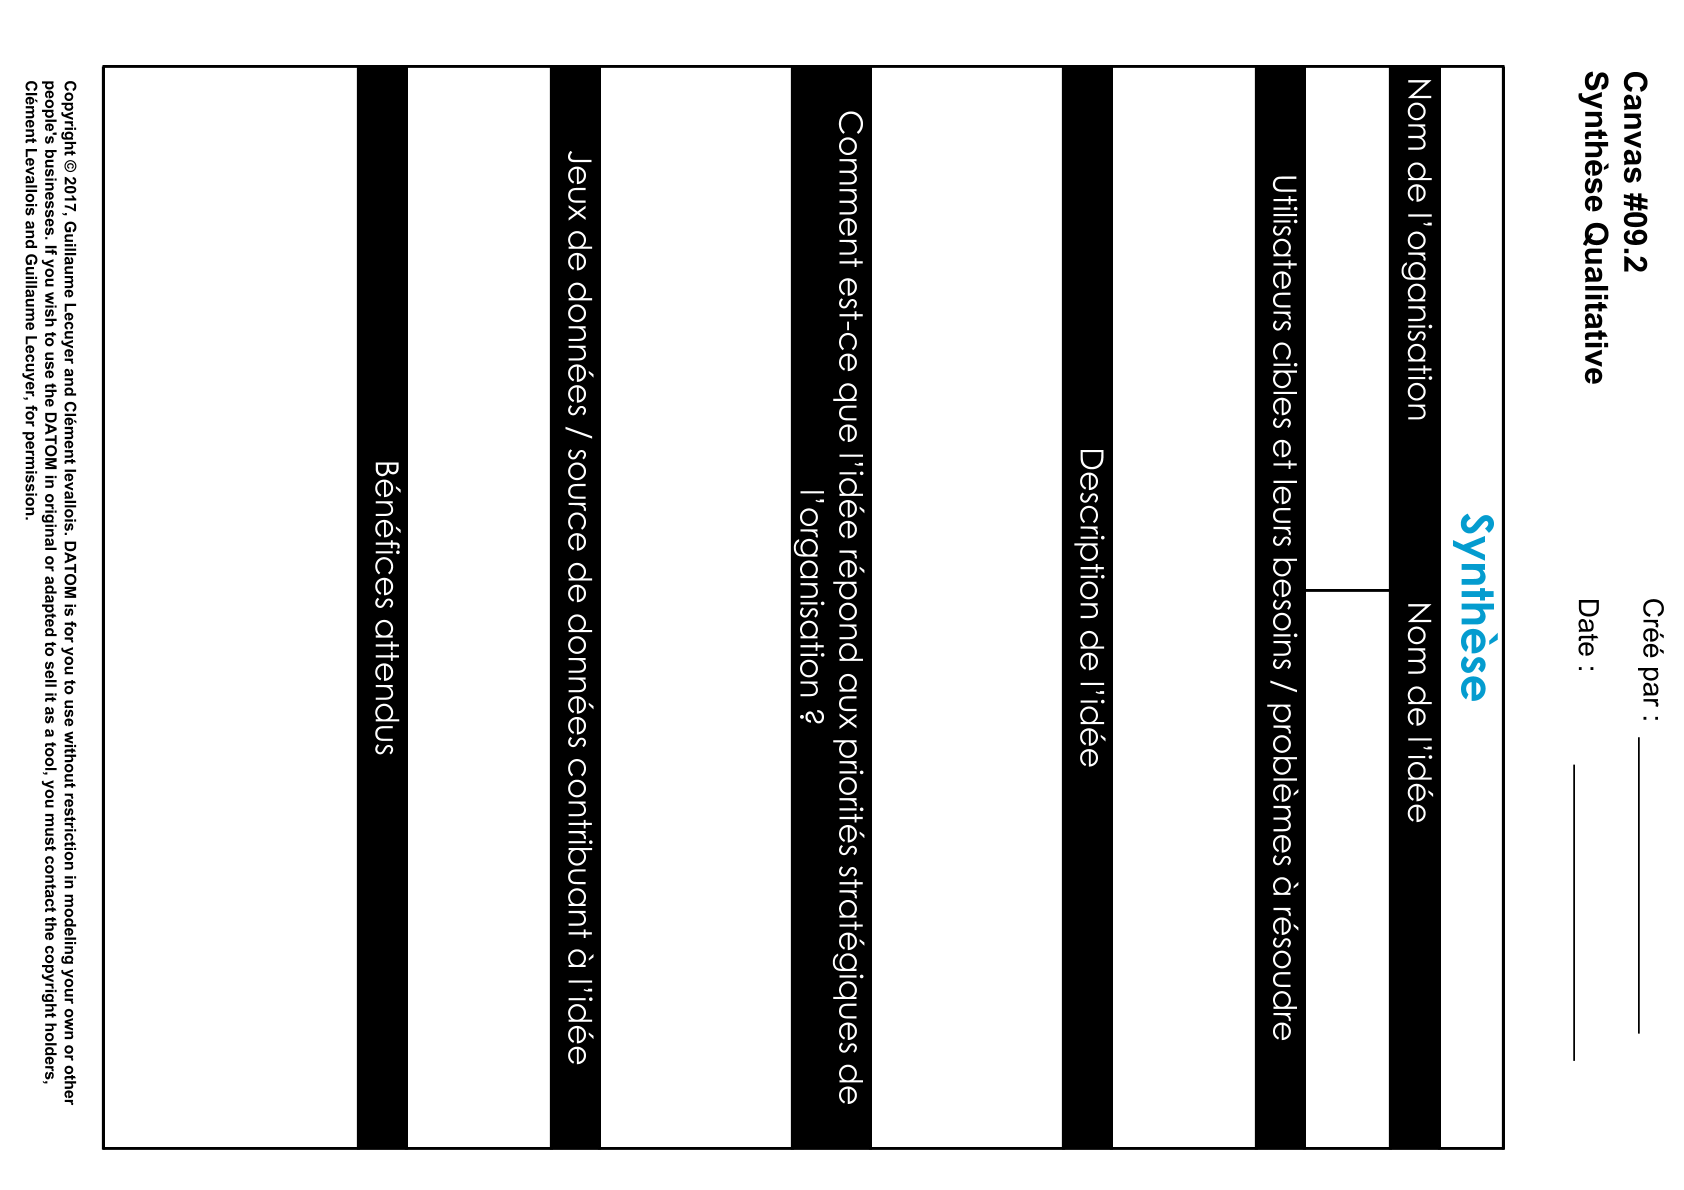 Canvas #09.2
Synthèse Qualitative
Créé par :
Date :
Synthèse
Nom de l'organisation
Nom de l'idée
Utilisateurs cibles et leurs besoins / problèmes à résoudre
Description de l'idée
Comment est-ce que l'idée répond aux priorités stratégiques de
l'organisation ?
Jeux de données / source de données contribuant à l'idée
Bénéfices attendus
Copyright © 2017, Guillaume Lecuyer and Clément levallois. DATOM is for you to use without restriction in modeling your own or other
people's businesses. If you wish to use the DATOM in original or adapted to sell it as a tool, you must contact the copyright holders,
Clément Levallois and Guillaume Lecuyer, for permission.